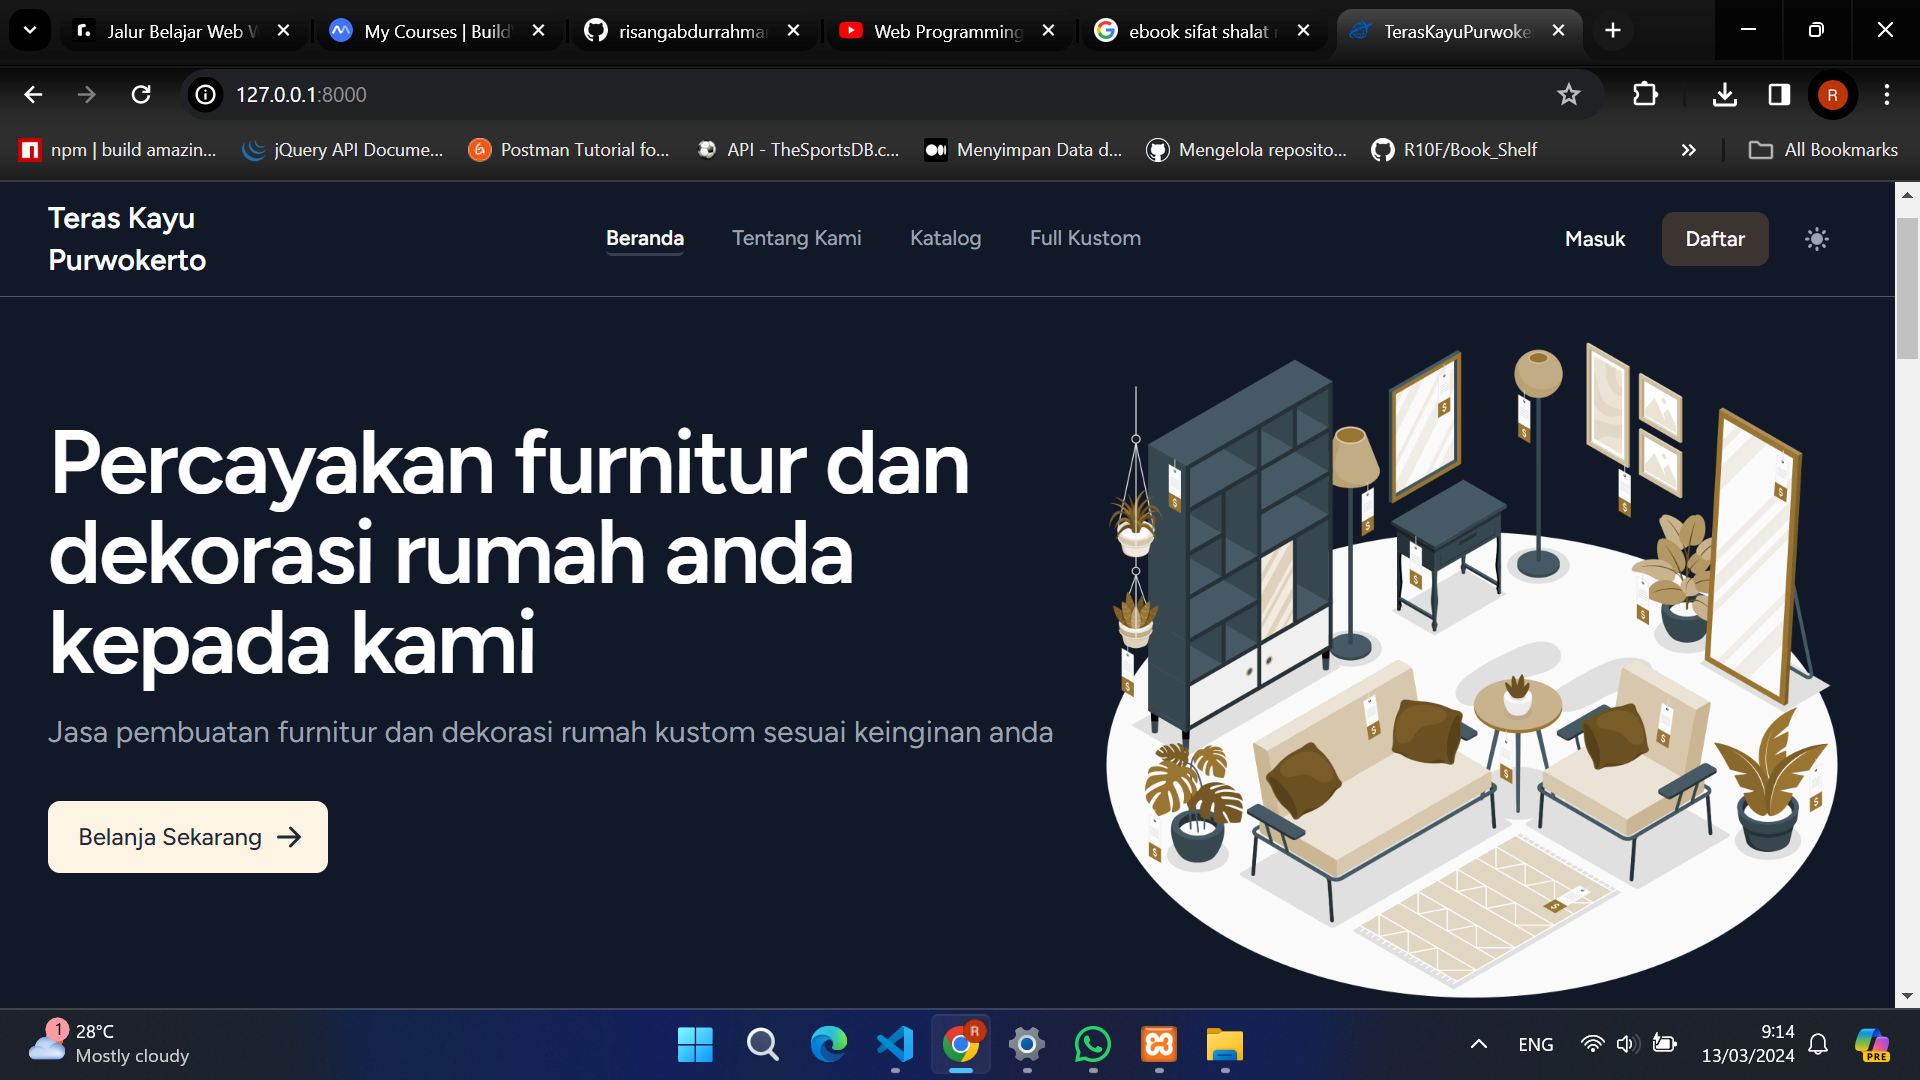 Jalur Belajar Web W
My Courses | Build
risangabdurrahma
Web Programming
ebook sifat shalat
TerasKayuPurwoke
127.0.0.1:8000
R
npm | build amazin...
jQuery API Docume...
Postman Tutorial fo...
API - TheSportsDB.c...
Menyimpan Data d...
Mengelola reposito...
R10F/Book_Shelf
All Bookmarks
Teras Kayu
Purwokerto
Beranda
Tentang Kami
Katalog
Full Kustom
Masuk
Daftar
Percayakan furnitur dan
dekorasi rumah anda
kepada kami
Jasa pembuatan furnitur dan dekorasi rumah kustom sesuai keinginan anda
Belanja Sekarang
1
28°C
Mostly cloudy
R
ENG
9:14
13/03/2024
PRE